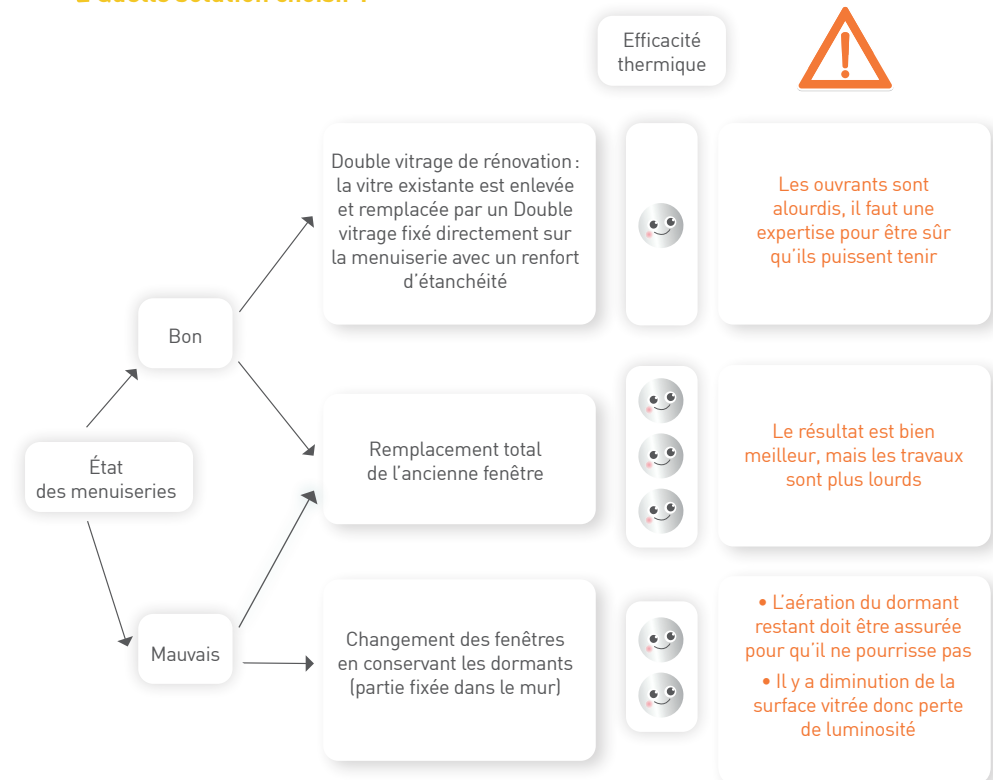 Efficacité
thermique
Double vitrage de rénovation :
la vitre existante est enlevée
et remplacée par un Double
vitrage fixé directement sur
la menuiserie avec un renfort
d'étanchéité
Les ouvrants sont
alourdis, il faut une
expertise pour être sûr
qu'ils puissent tenir
Bon
État
des menuiseries
Remplacement total
de l'ancienne fenêtre
Le résultat est bien
meilleur, mais les travaux
sont plus lourds
Mauvais
Changement des fenêtres
en conservant les dormants
(partie fixée dans le mur)
• L'aération du dormant
restant doit être assurée
pour qu'il ne pourrisse pas
• Il y a diminution de la
surface vitrée donc perte
de luminosité